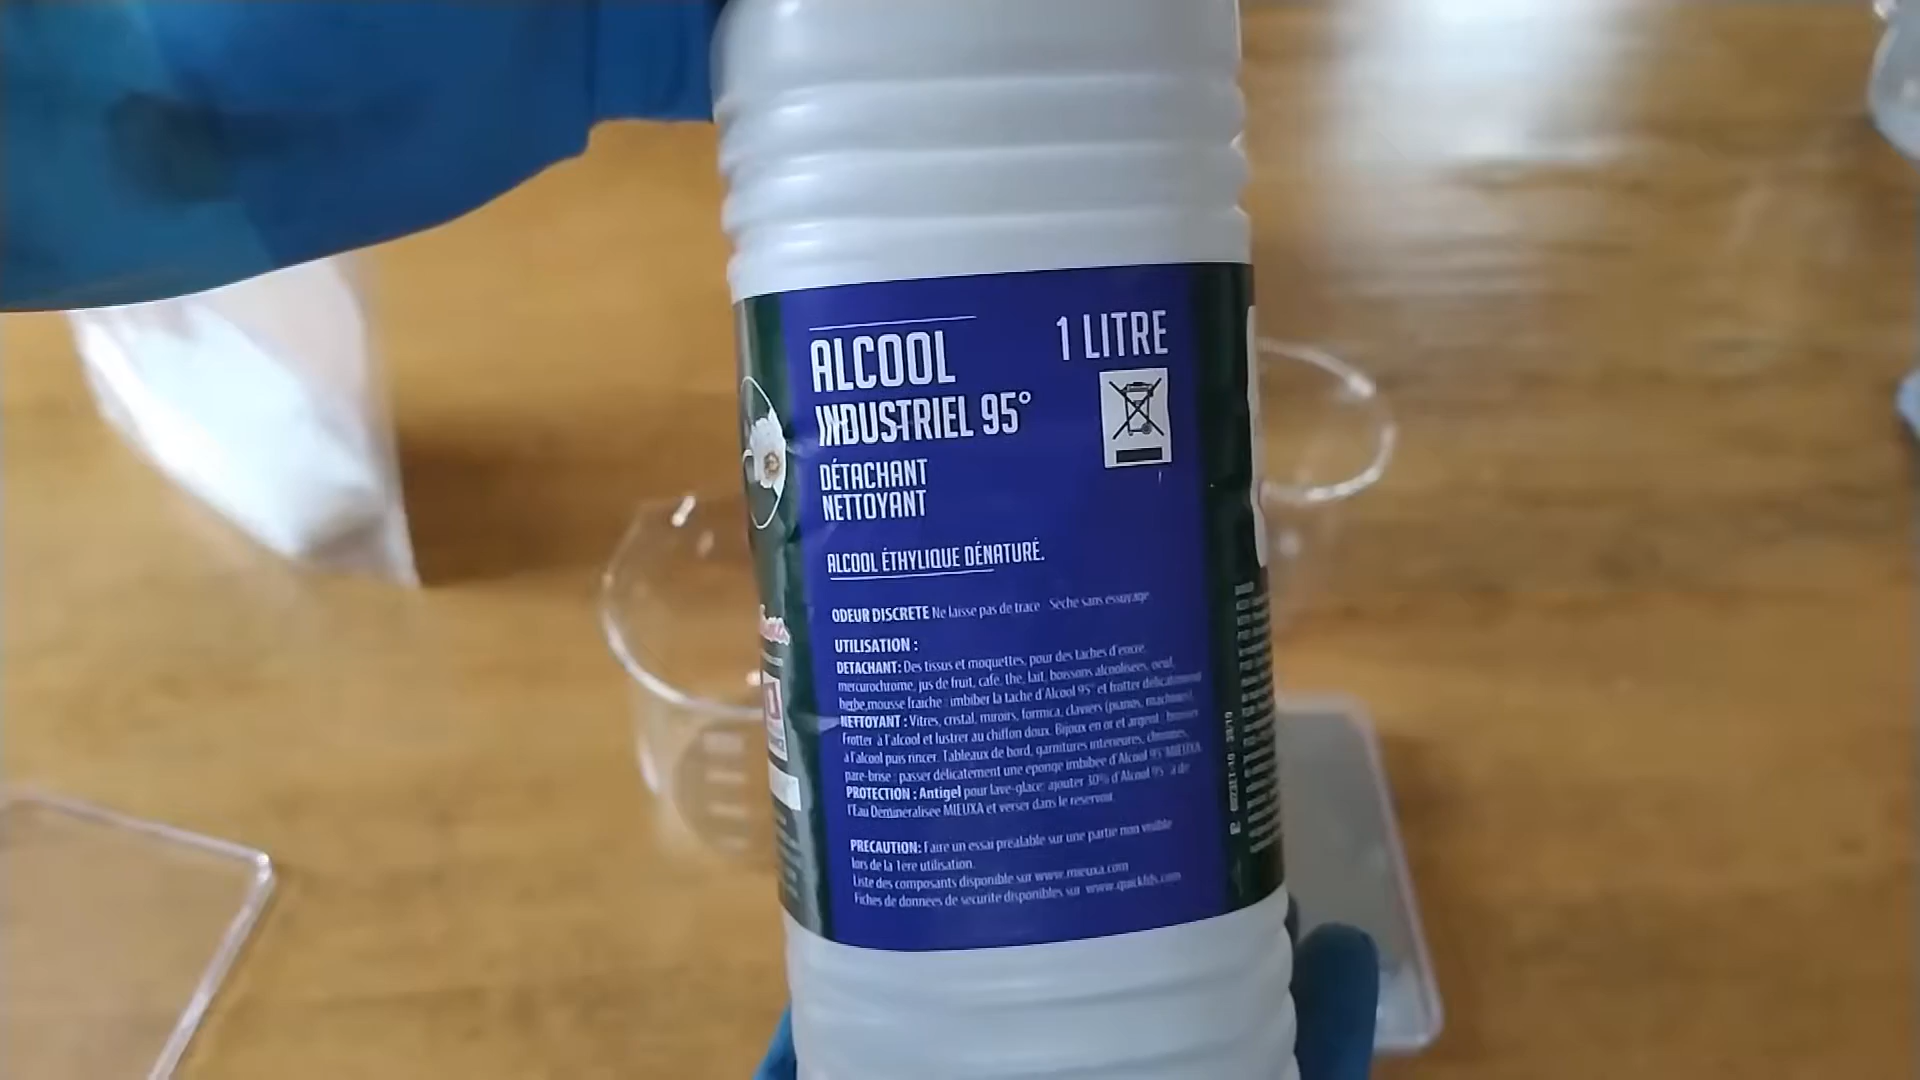 ALCOOL
INDUSTRIEL 95°
1 LITRE
DÉTACHANT
NETTOYANT
ALCOOL ÉTHYLIQUE DÉNATURÉ.
ODEUR DISCRETE Ne laisse pas de trace Sèche sans essuyage
UTILISATION :
DETACHANT: Des tissus et moquettes, pour des taches d'encre,
mercurochrome, jus de fruit, café, the, lait, boissons alcoolisées, oeuf,
herbe,mousse fraiche : imbiber la tache d'Alcool 95° et frotter délicatement
NETTOYANT : Vitres, cristal, miroirs, formica, claviers (pianos, machines).
Frotter à l'alcool et lustrer au chiffon doux. Bijoux en or et argent : brosser
à l'alcool puis rincer. Tableaux de bord, garnitures interieures, chromes,
pare-brise : passer délicatement une éponge imbibée d'Alcool 95° MIEUXA
PROTECTION : Antigel pour lave-glace: ajouter 30% d'Alcool 95° à de
l'Eau Demineralisee MIEUXA et verser dans le reservoir.
PRECAUTION: Faire un essai préalable sur une partie non visible
lors de la 1ere utilisation.
Liste des composants disponible sur www.mieuxa.com
Fiches de donnees de securite disponibles sur www.quickfds.com